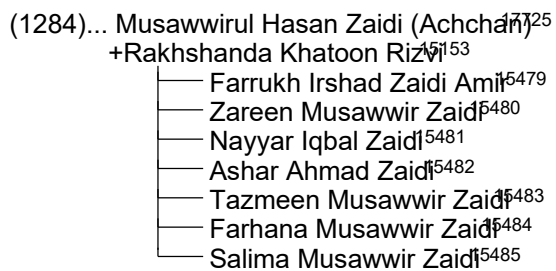 (1284)... Musawwirul Hasan Zaidi (Achchan)17725
+Rakhshanda Khatoon Rizvi15153
Farrukh Irshad Zaidi Amir15479
Zareen Musawwir Zaidi15480
Nayyar Iqbal Zaidi15481
Ashar Ahmad Zaidi15482
Tazmeen Musawwir Zaidi15483
Farhana Musawwir Zaidi15484
Salima Musawwir Zaidi15485